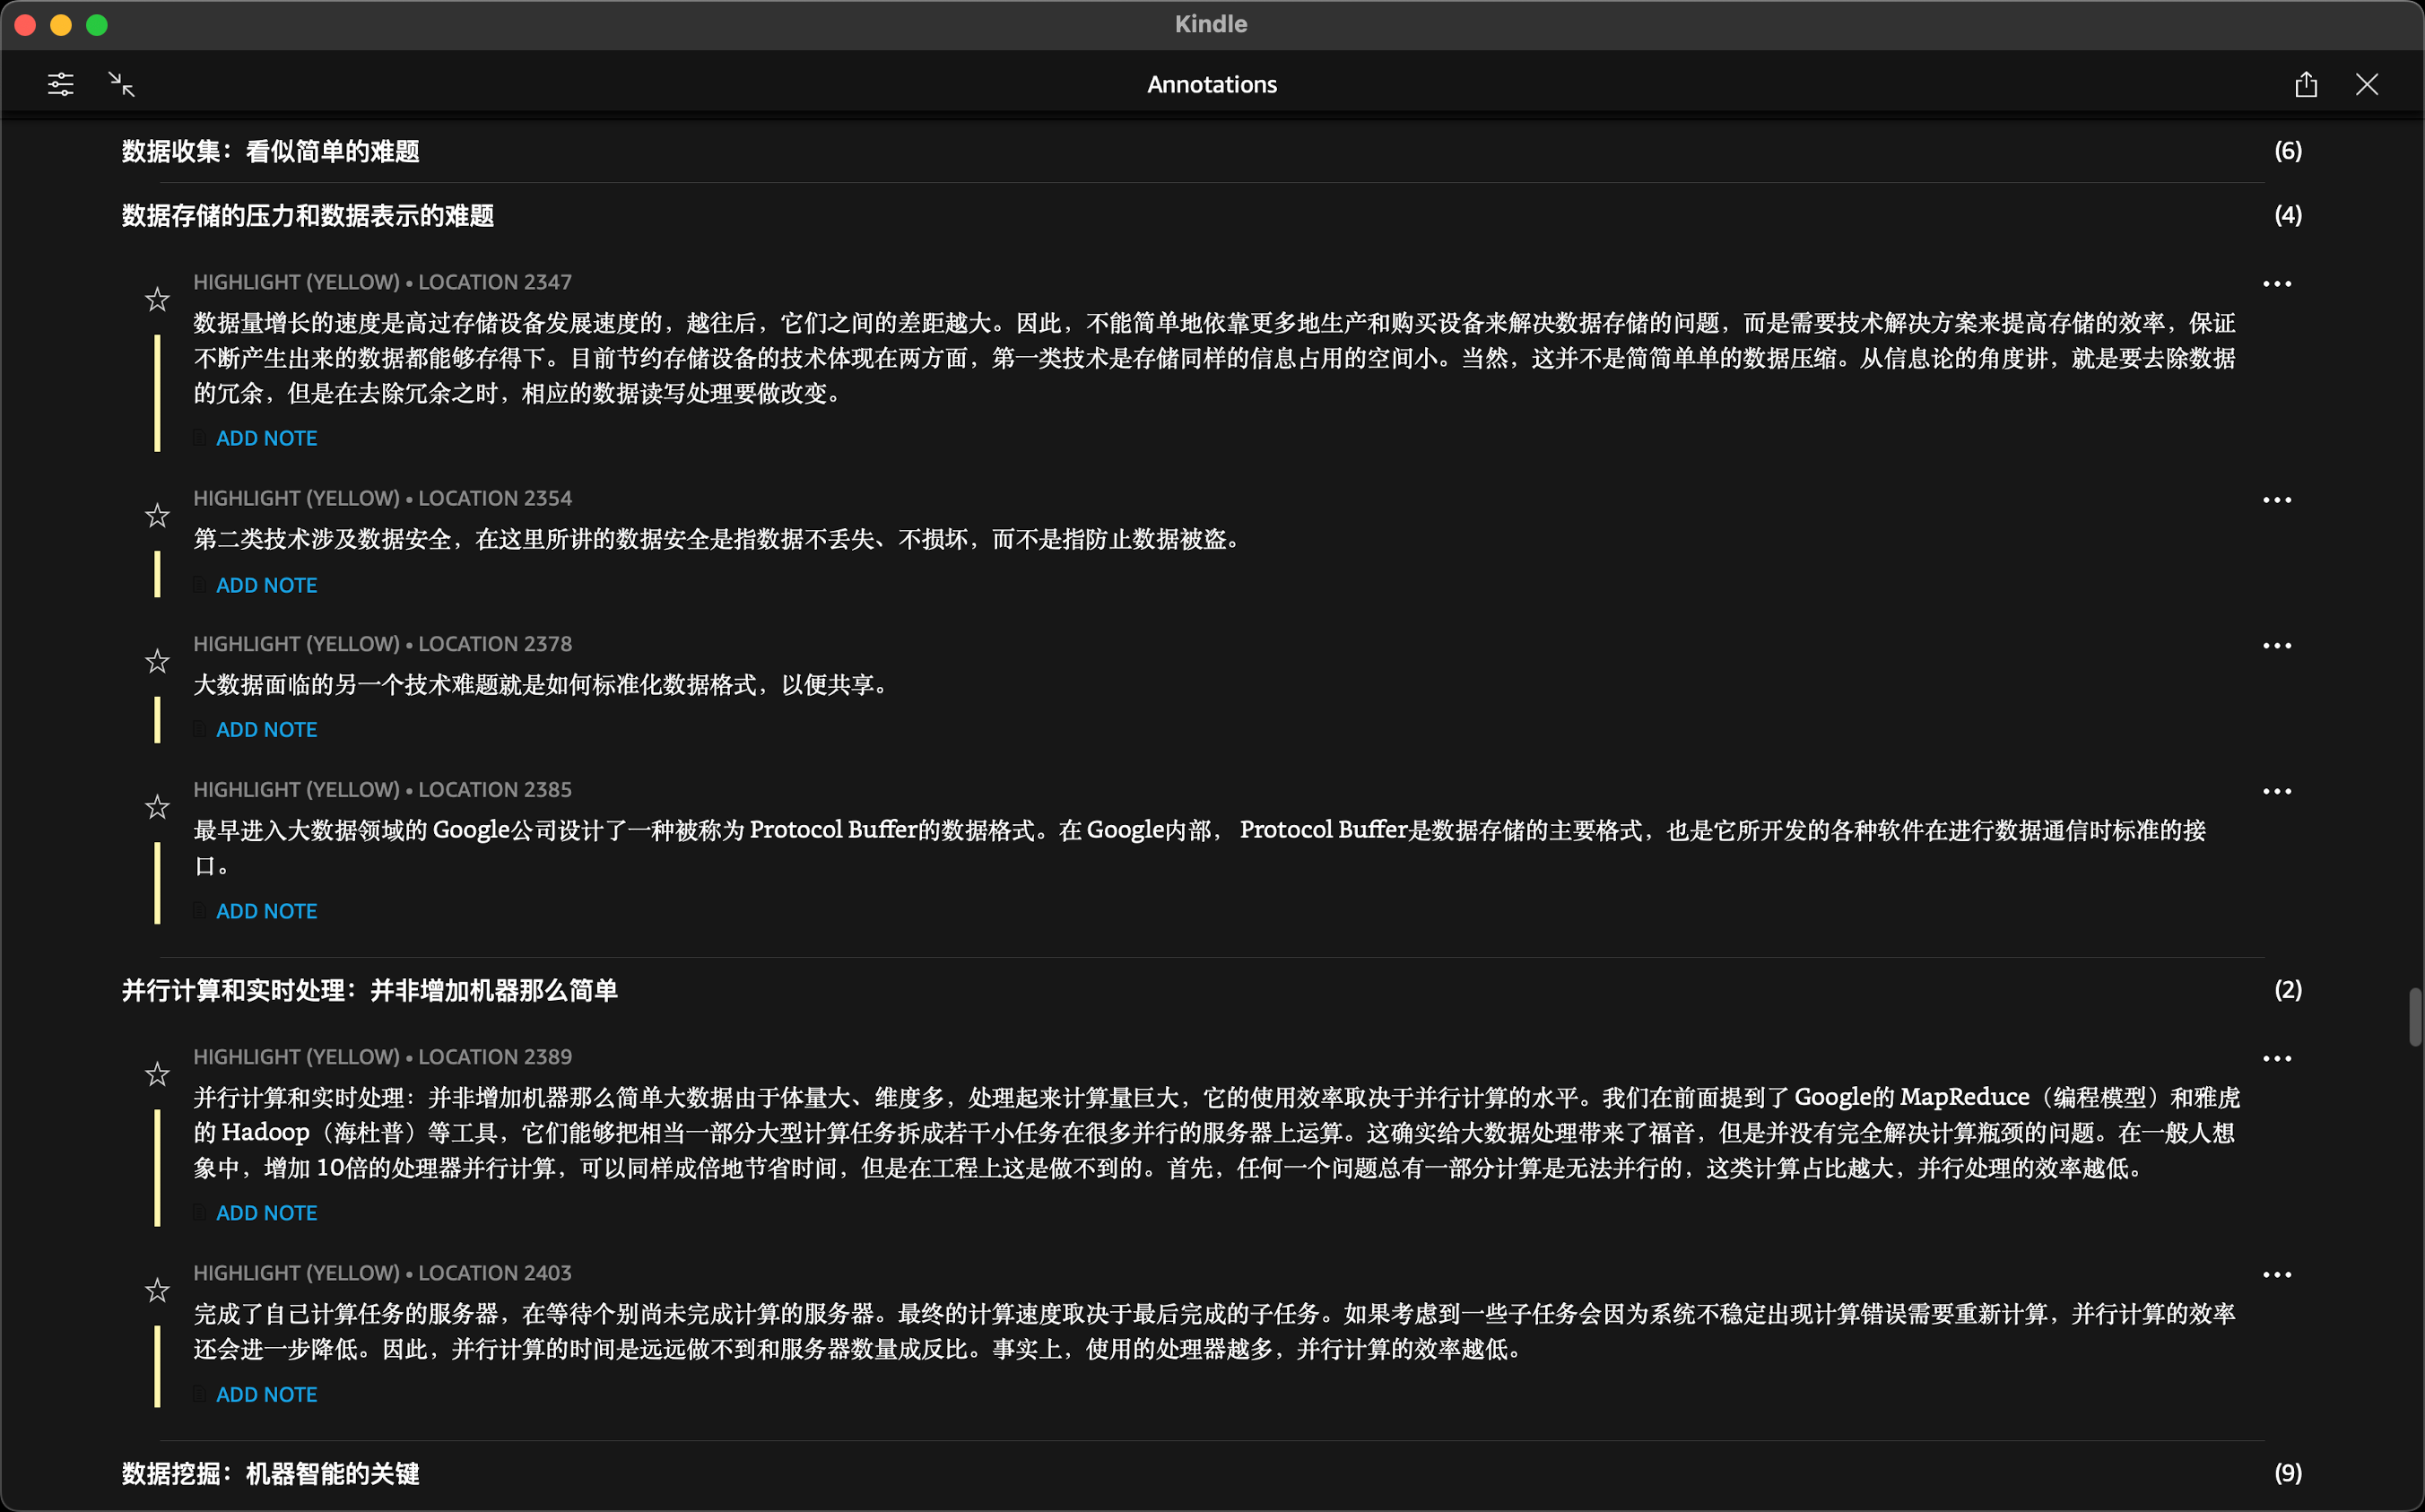 Kindle
Annotations
数据收集：看似简单的难题 (6)
数据存储的压力和数据表示的难题 (4)
HIGHLIGHT (YELLOW) • LOCATION 2347
数据量增长的速度是高过存储设备发展速度的，越往后，它们之间的差距越大。因此，不能简单地依靠更多地生产和购买设备来解决数据存储的问题，而是需要技术解决方案来提高存储的效率，保证
不断产生出来的数据都能够存得下。目前节约存储设备的技术体现在两方面，第一类技术是存储同样的信息占用的空间小。当然，这并不是简简单单的数据压缩。从信息论的角度讲，就是要去除数据
的冗余，但是在去除冗余之时，相应的数据读写处理要做改变。
ADD NOTE
HIGHLIGHT (YELLOW) • LOCATION 2354
第二类技术涉及数据安全，在这里所讲的数据安全是指数据不丢失、不损坏，而不是指防止数据被盗。
ADD NOTE
HIGHLIGHT (YELLOW) • LOCATION 2378
大数据面临的另一个技术难题就是如何标准化数据格式，以便共享。
ADD NOTE
HIGHLIGHT (YELLOW) • LOCATION 2385
最早进入大数据领域的 Google公司设计了一种被称为 Protocol Buffer的数据格式。在 Google内部， Protocol Buffer是数据存储的主要格式，也是它所开发的各种软件在进行数据通信时标准的接
口。
ADD NOTE
并行计算和实时处理：并非增加机器那么简单 (2)
HIGHLIGHT (YELLOW) • LOCATION 2389
并行计算和实时处理：并非增加机器那么简单大数据由于体量大、维度多，处理起来计算量巨大，它的使用效率取决于并行计算的水平。我们在前面提到了 Google的 MapReduce（编程模型）和雅虎
的 Hadoop（海杜普）等工具，它们能够把相当一部分大型计算任务拆成若干小任务在很多并行的服务器上运算。这确实给大数据处理带来了福音，但是并没有完全解决计算瓶颈的问题。在一般人想
象中，增加 10倍的处理器并行计算，可以同样成倍地节省时间，但是在工程上这是做不到的。首先，任何一个问题总有一部分计算是无法并行的，这类计算占比越大，并行处理的效率越低。
ADD NOTE
HIGHLIGHT (YELLOW) • LOCATION 2403
完成了自己计算任务的服务器，在等待个别尚未完成计算的服务器。最终的计算速度取决于最后完成的子任务。如果考虑到一些子任务会因为系统不稳定出现计算错误需要重新计算，并行计算的效率
还会进一步降低。因此，并行计算的时间是远远做不到和服务器数量成反比。事实上，使用的处理器越多，并行计算的效率越低。
ADD NOTE
数据挖掘：机器智能的关键 (9)